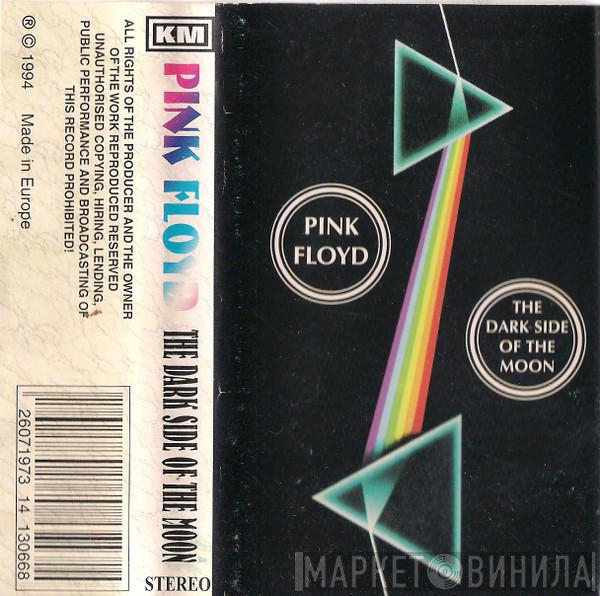 KM
PINK FLOYD
THE DARK SIDE OF THE MOON
STEREO
ALL RIGHTS OF THE PRODUCER AND THE OWNER
OF THE WORK REPRODUCED RESERVED
UNAUTHORISED COPYING, HIRING, LENDING,
PUBLIC PERFORMANCE AND BROADCASTING OF
THIS RECORD PROHIBITED!
℗ © 1994 Made in Europe
26071973 14 130668
PINK
FLOYD
THE
DARK SIDE
OF THE
MOON
МАРКЕТ ВИНИЛА